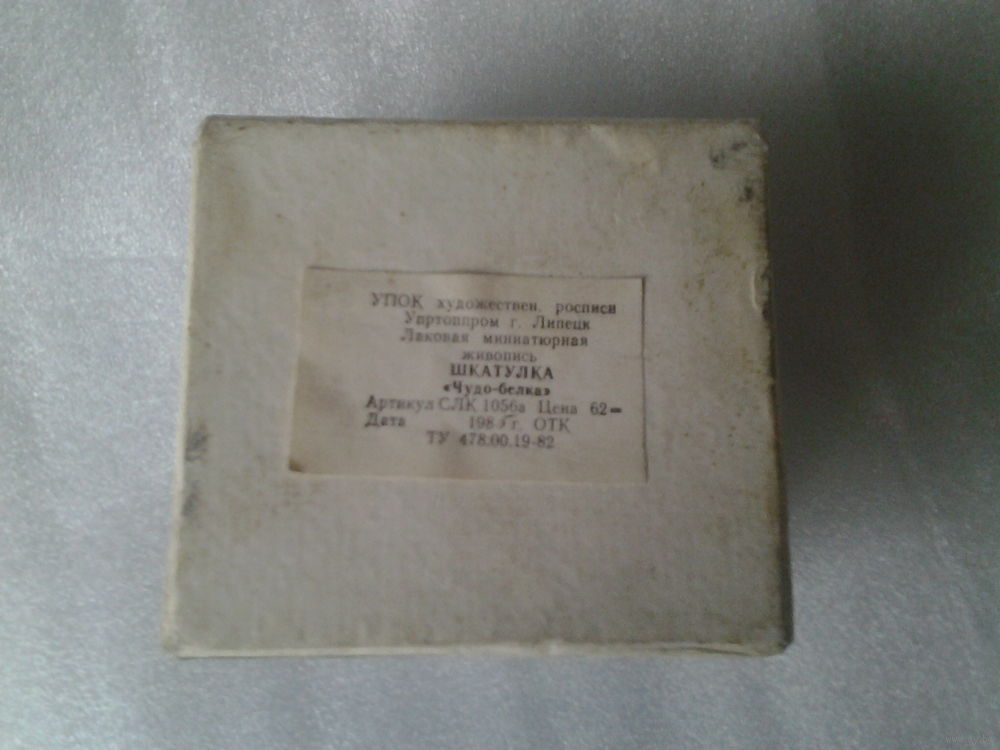 УПОК художествен. росписи
Упртоппром г. Липецк
Лаковая миниатюрная
живопись
ШКАТУЛКА
«Чудо-белка»
Артикул СЛК 1056а Цена 62=
Дата 198 г. ОТК
ТУ 478.00.19-82